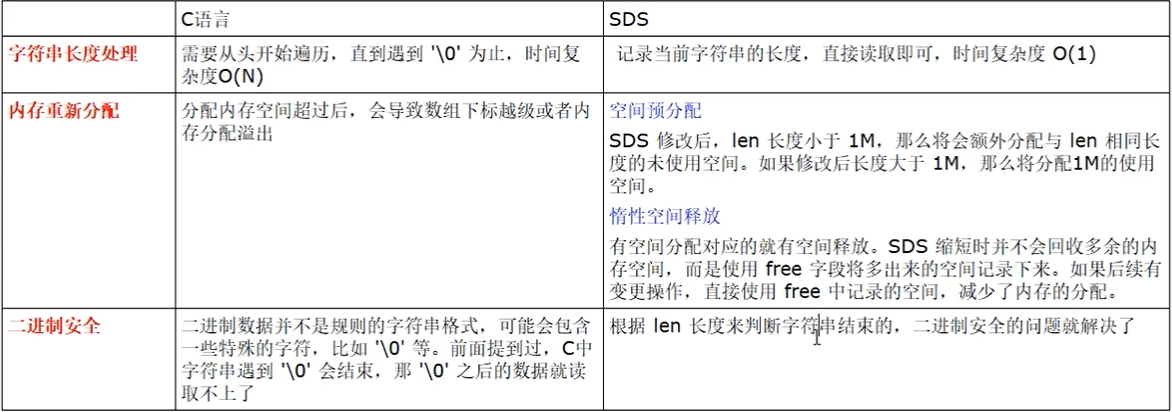 C语言
SDS
字符串长度处理
需要从头开始遍历，直到遇到 '\0' 为止，时间复
杂度O(N)
记录当前字符串的长度，直接读取即可，时间复杂度 O(1)
内存重新分配
分配内存空间超过后，会导致数组下标越级或者内
存分配溢出
空间预分配
SDS 修改后，len 长度小于 1M，那么将会额外分配与 len 相同长
度的未使用空间。如果修改后长度大于 1M，那么将分配1M的使用
空间。
惰性空间释放
有空间分配对应的就有空间释放。SDS 缩短时并不会回收多余的内
存空间，而是使用 free 字段将多出来的空间记录下来。如果后续有
变更操作，直接使用 free 中记录的空间，减少了内存的分配。
二进制安全
二进制数据并不是规则的字符串格式，可能会包含
一些特殊的字符，比如 '\0' 等。前面提到过，C中
字符串遇到 '\0' 会结束，那 '\0' 之后的数据就读
取不上了
根据 len 长度来判断字符串结束的，二进制安全的问题就解决了